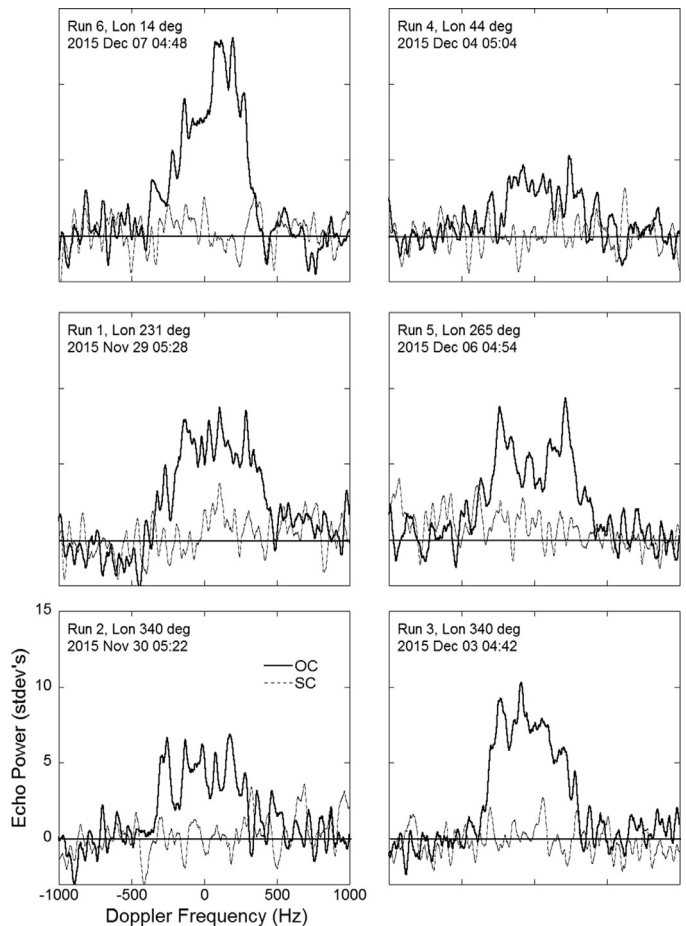 Run 6, Lon 14 deg
2015 Dec 07 04:48
Run 4, Lon 44 deg
2015 Dec 04 05:04
Run 1, Lon 231 deg
2015 Nov 29 05:28
Run 5, Lon 265 deg
2015 Dec 06 04:54
Run 2, Lon 340 deg
2015 Nov 30 05:22
OC
SC
Run 3, Lon 340 deg
2015 Dec 03 04:42
15
10
5
0
Echo Power (stdev's)
-1000 -500 0 500 1000
Doppler Frequency (Hz)